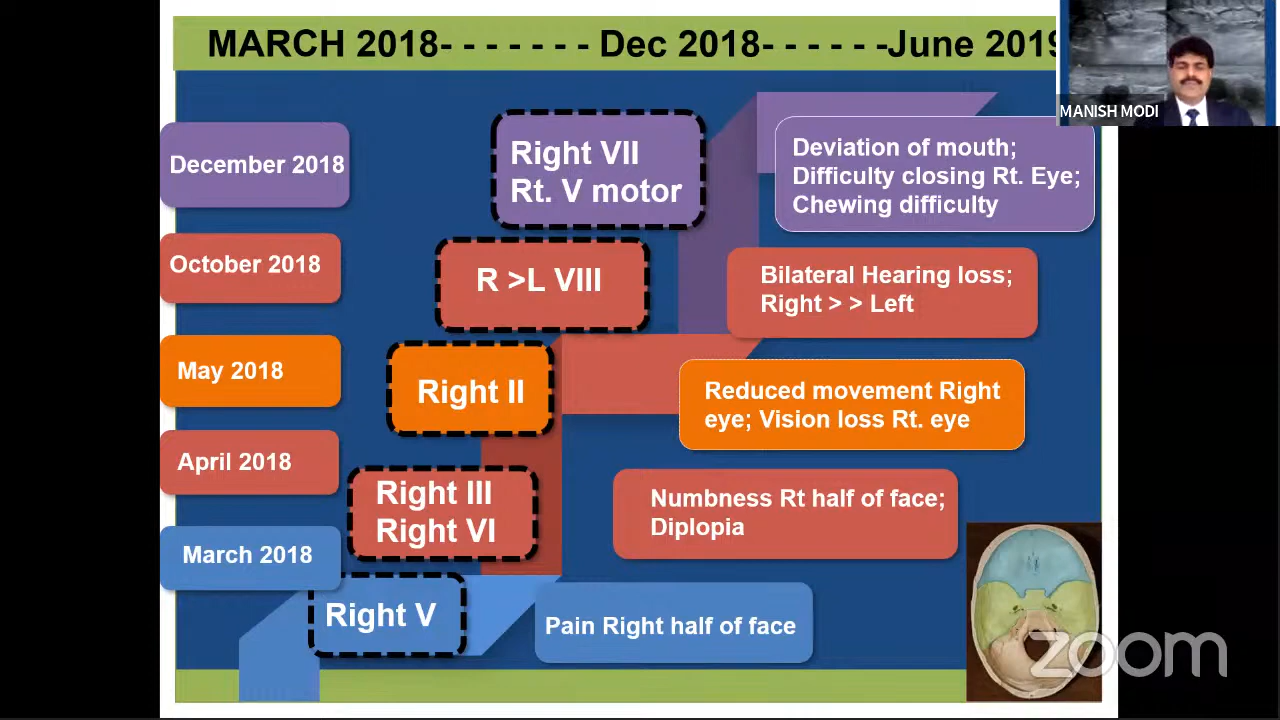 MARCH 2018- - - - - - - Dec 2018- - - - - -June 2019
MANISH MODI
December 2018
Right VII
Rt. V motor
Deviation of mouth;
Difficulty closing Rt. Eye;
Chewing difficulty
October 2018
R >L VIII
Bilateral Hearing loss;
Right > > Left
May 2018
Right II
Reduced movement Right
eye; Vision loss Rt. eye
April 2018
Right III
Right VI
Numbness Rt half of face;
Diplopia
March 2018
Right V
Pain Right half of face
zoom